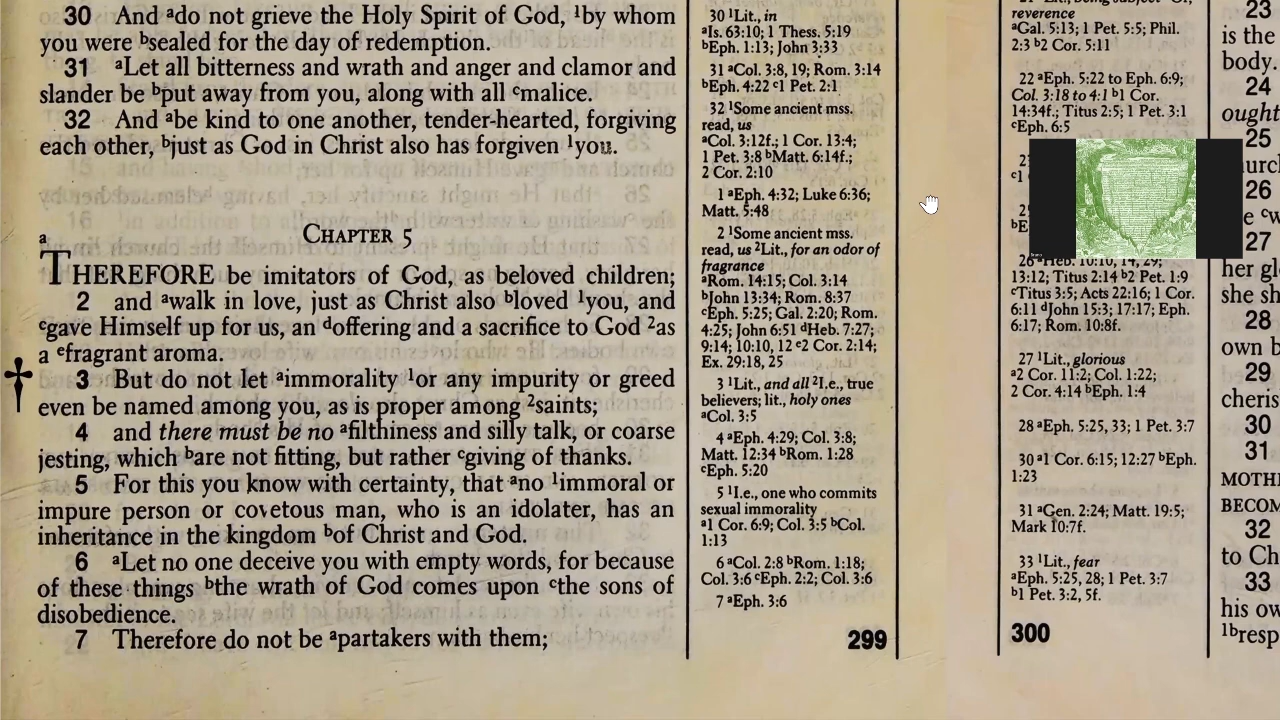 30 And ᵃdo not grieve the Holy Spirit of God, ¹by whom
you were ᵇsealed for the day of redemption.
31 ᵃLet all bitterness and wrath and anger and clamor and
slander be ᵇput away from you, along with all ᶜmalice.
32 And ᵃbe kind to one another, tender-hearted, forgiving
each other, ᵇjust as God in Christ also has forgiven ¹you.
CHAPTER 5
a
THEREFORE be imitators of God, as beloved children;
2 and ᵃwalk in love, just as Christ also ᵇloved ¹you, and
ᶜgave Himself up for us, an ᵈoffering and a sacrifice to God ²as
a ᵉfragrant aroma.
3 But do not let ᵃimmorality ¹or any impurity or greed
even be named among you, as is proper among ²saints;
4 and there must be no ᵃfilthiness and silly talk, or coarse
jesting, which ᵇare not fitting, but rather ᶜgiving of thanks.
5 For this you know with certainty, that ᵃno ¹immoral or
impure person or covetous man, who is an idolater, has an
inheritance in the kingdom ᵇof Christ and God.
6 ᵃLet no one deceive you with empty words, for because
of these things ᵇthe wrath of God comes upon ᶜthe sons of
disobedience.
7 Therefore do not be ᵃpartakers with them;
30 ¹Lit., in
ᵃIs. 63:10; 1 Thess. 5:19
ᵇEph. 1:13; John 3:33
31 ᵃCol. 3:8, 19; Rom. 3:14
ᵇEph. 4:22 ᶜ1 Pet. 2:1
32 ¹Some ancient mss.
read, us
ᵃCol. 3:12f.; 1 Cor. 13:4;
1 Pet. 3:8 ᵇMatt. 6:14f.;
2 Cor. 2:10
1 ᵃEph. 4:32; Luke 6:36;
Matt. 5:48
2 ¹Some ancient mss.
read, us ²Lit., for an odor of
fragrance
ᵃRom. 14:15; Col. 3:14
ᵇJohn 13:34; Rom. 8:37
ᶜEph. 5:25; Gal. 2:20; Rom.
4:25; John 6:51 ᵈHeb. 7:27;
9:14; 10:10, 12 ᵉ2 Cor. 2:14;
Ex. 29:18, 25
3 ¹Lit., and all ²I.e., true
believers; lit., holy ones
ᵃCol. 3:5
4 ᵃEph. 4:29; Col. 3:8;
Matt. 12:34 ᵇRom. 1:28
ᶜEph. 5:20
5 ¹I.e., one who commits
sexual immorality
ᵃ1 Cor. 6:9; Col. 3:5 ᵇCol.
1:13
6 ᵃCol. 2:8 ᵇRom. 1:18;
Col. 3:6 ᶜEph. 2:2; Col. 3:6
7 ᵃEph. 3:6
299
reverence
ᵃGal. 5:13; 1 Pet. 5:5; Phil.
2:3 ᵇ2 Cor. 5:11
22 ᵃEph. 5:22 to Eph. 6:9;
Col. 3:18 to 4:1 ᵇ1 Cor.
14:34f.; Titus 2:5; 1 Pet. 3:1
ᶜEph. 6:5
26 ᵃHeb. 10:10, 14, 29;
13:12; Titus 2:14 ᵇ2 Pet. 1:9
ᶜTitus 3:5; Acts 22:16; 1 Cor.
6:11 ᵈJohn 15:3; 17:17; Eph.
6:17; Rom. 10:8f.
27 ¹Lit., glorious
ᵃ2 Cor. 11:2; Col. 1:22;
2 Cor. 4:14 ᵇEph. 1:4
28 ᵃEph. 5:25, 33; 1 Pet. 3:7
30 ᵃ1 Cor. 6:15; 12:27 ᵇEph.
1:23
31 ᵃGen. 2:24; Matt. 19:5;
Mark 10:7f.
33 ¹Lit., fear
ᵃEph. 5:25, 28; 1 Pet. 3:7
ᵇ1 Pet. 3:2, 5f.
300
23
is the
body.
24
ought
25
26
27
her
she
28
own
29
30
31
32
to
33
his